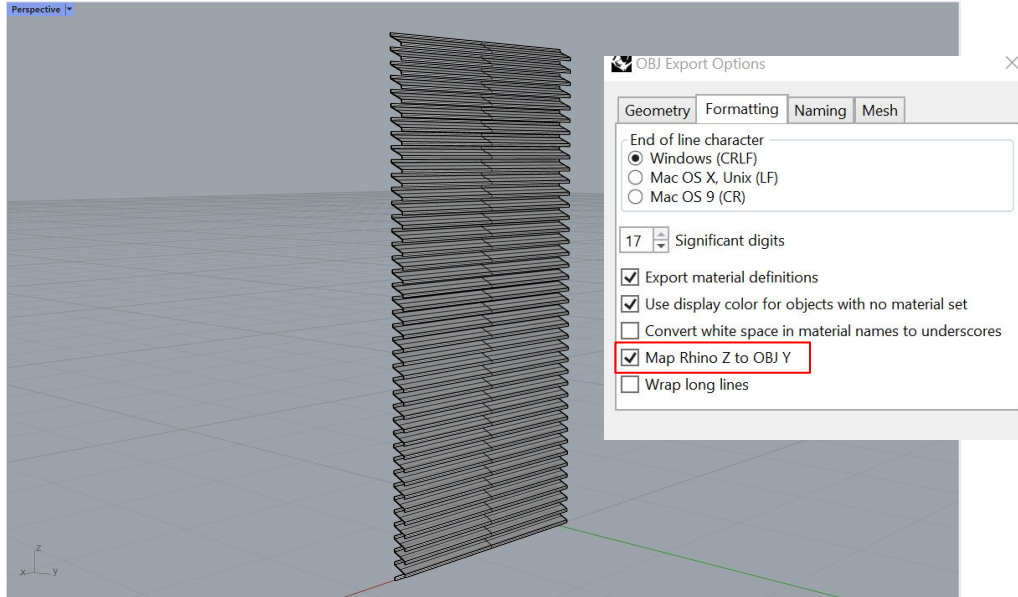 Perspective
OBJ Export Options
Geometry Formatting Naming Mesh
End of line character
Windows (CRLF)
Mac OS X, Unix (LF)
Mac OS 9 (CR)
17 Significant digits
Export material definitions
Use display color for objects with no material set
Convert white space in material names to underscores
Map Rhino Z to OBJ Y
Wrap long lines
z
x y